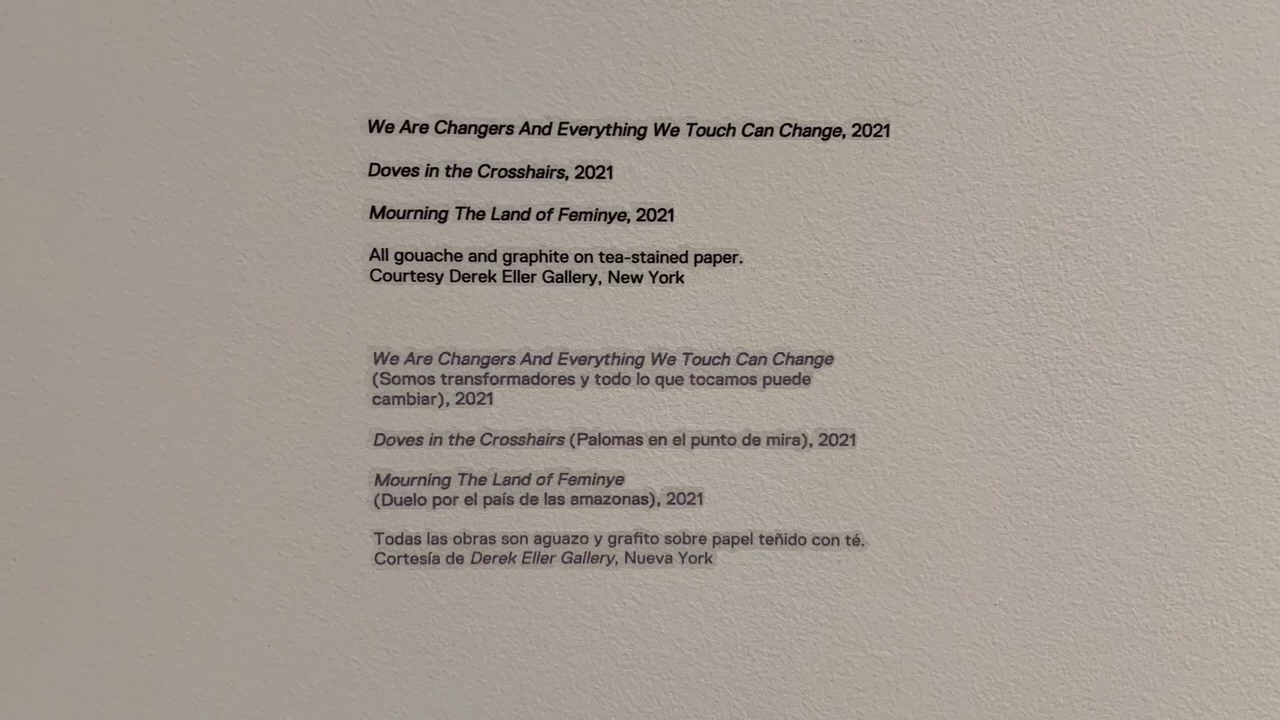 We Are Changers And Everything We Touch Can Change, 2021
Doves in the Crosshairs, 2021
Mourning The Land of Feminye, 2021
All gouache and graphite on tea-stained paper.
Courtesy Derek Eller Gallery, New York
We Are Changers And Everything We Touch Can Change
(Somos transformadores y todo lo que tocamos puede
cambiar), 2021
Doves in the Crosshairs (Palomas en el punto de mira), 2021
Mourning The Land of Feminye
(Duelo por el país de las amazonas), 2021
Todas las obras son aguazo y grafito sobre papel teñido con té.
Cortesía de Derek Eller Gallery, Nueva York